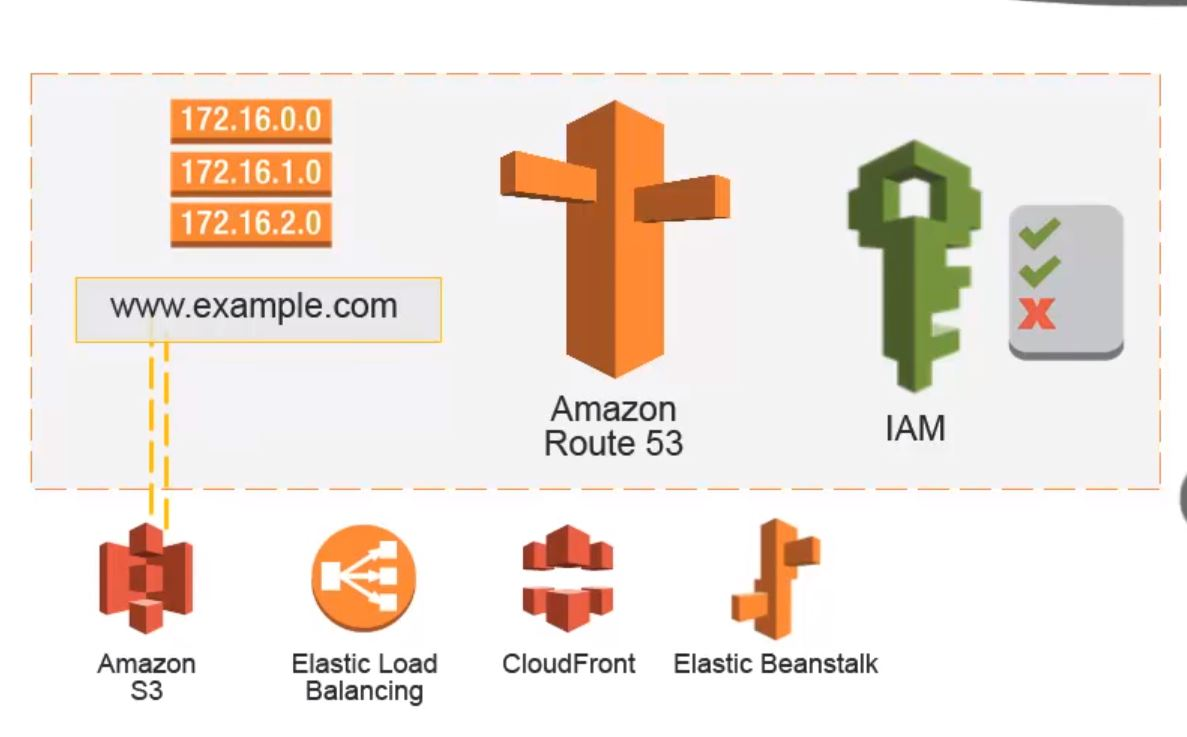 172.16.0.0
172.16.1.0
172.16.2.0
www.example.com
Amazon
Route 53
IAM
Amazon
S3
Elastic Load
Balancing
CloudFront
Elastic Beanstalk